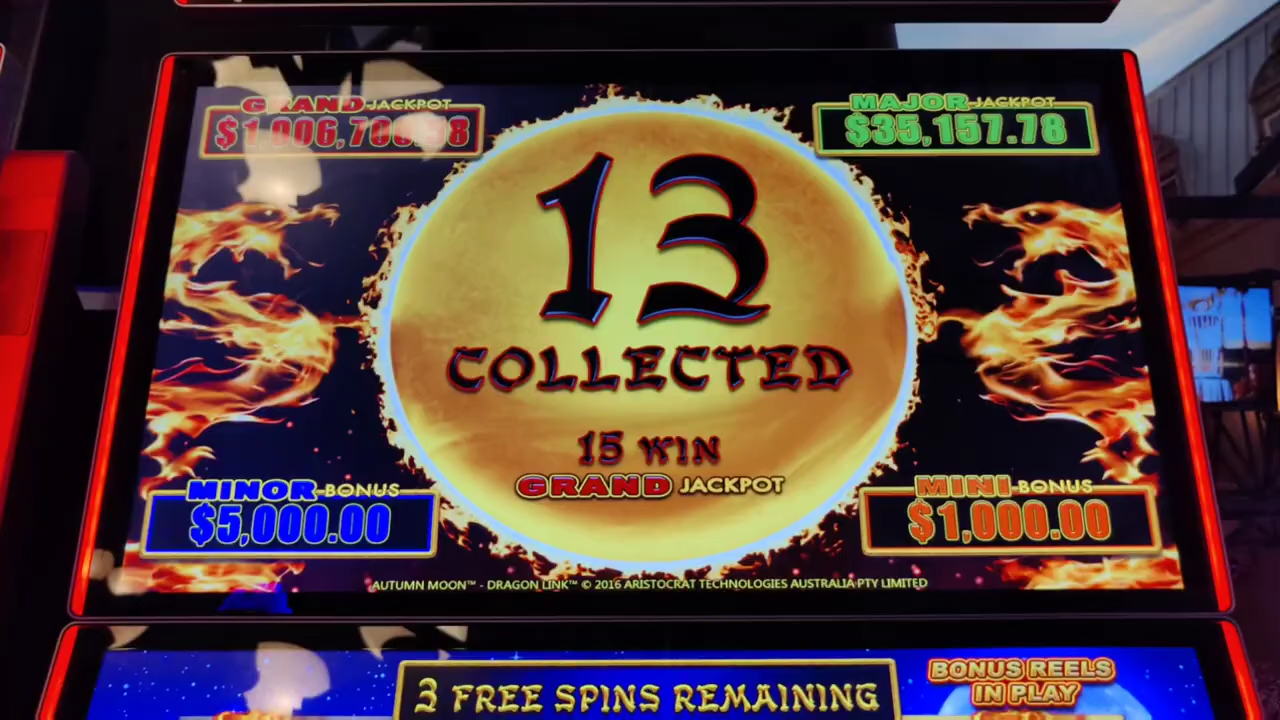 GRAND JACKPOT
MAJOR JACKPOT
$35,157.78
13
COLLECTED
15 WIN
GRAND JACKPOT
MINOR BONUS
$5,000.00
MINI BONUS
$1,000.00
AUTUMN MOON™ - DRAGON LINK™ © 2016 ARISTOCRAT TECHNOLOGIES AUSTRALIA PTY LIMITED
3 FREE SPINS REMAINING
BONUS REELS
IN PLAY